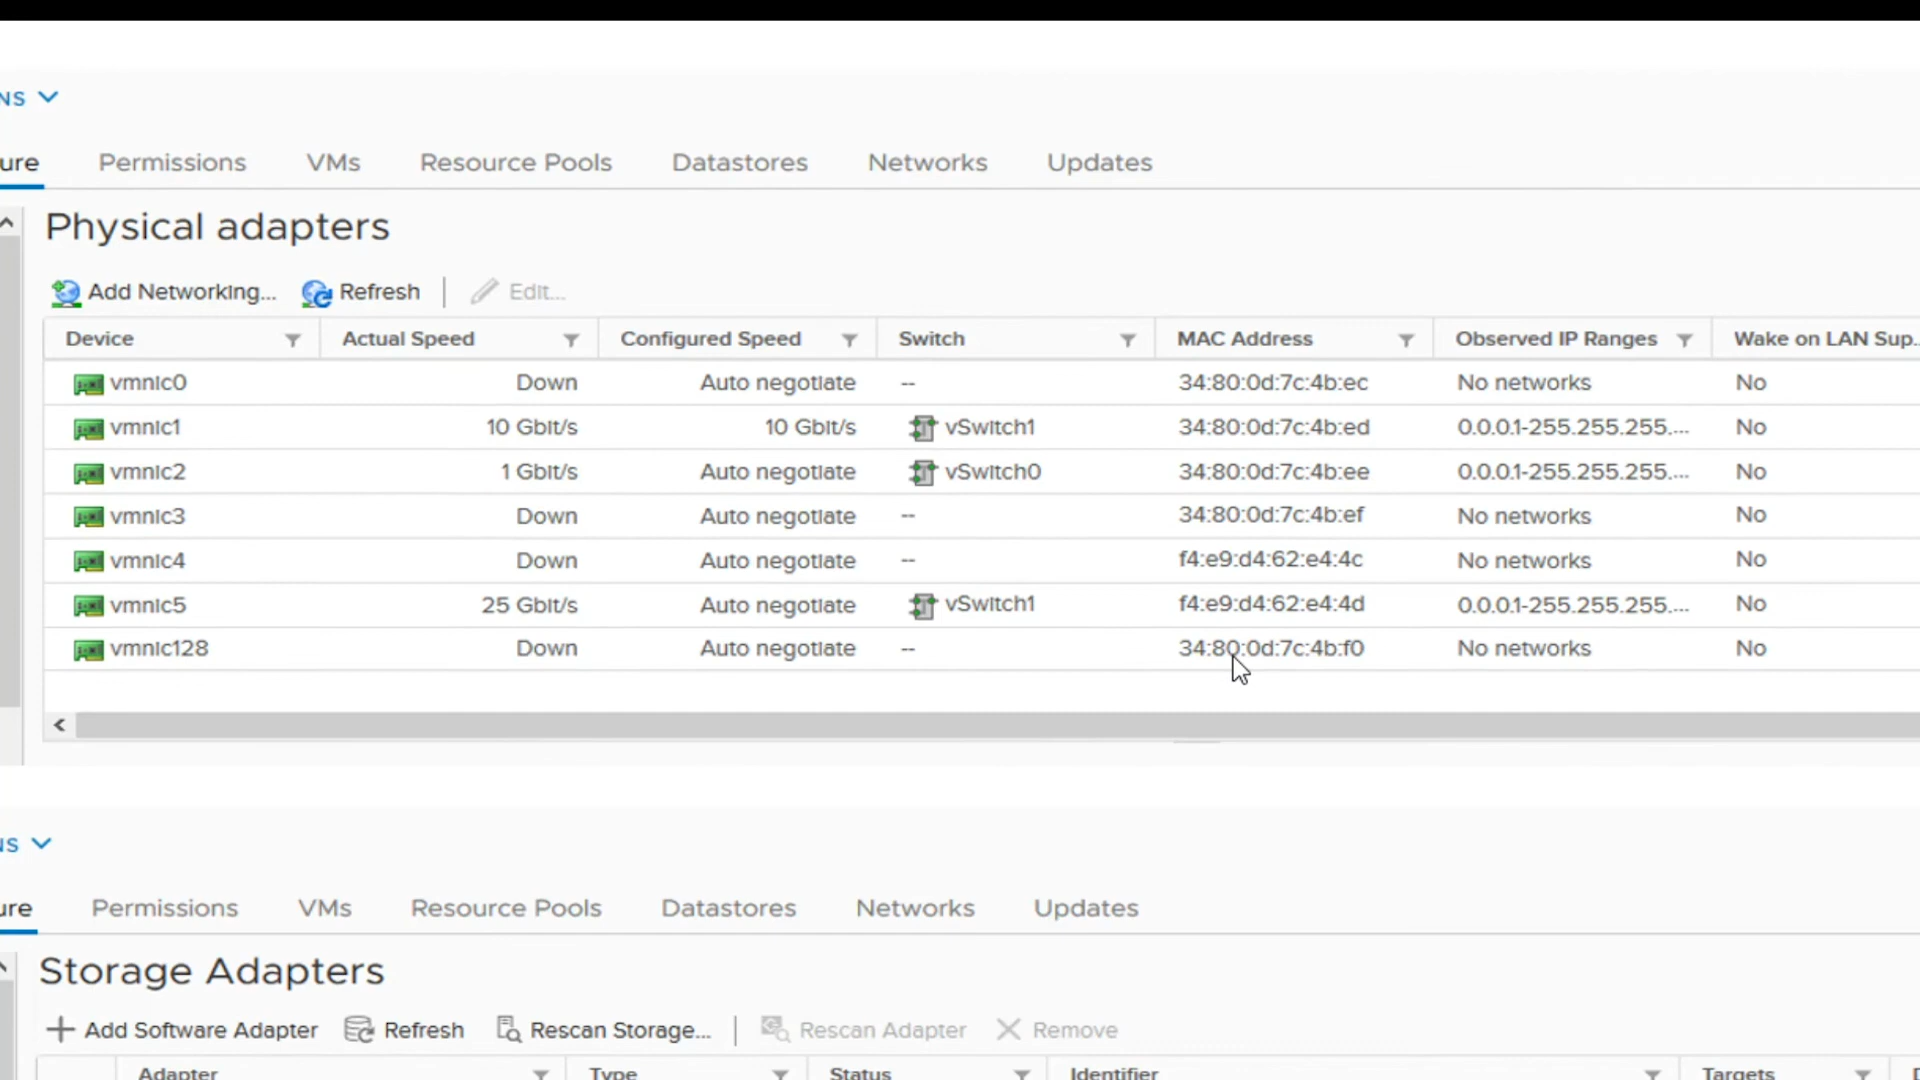 NS
ure Permissions VMs Resource Pools Datastores Networks Updates
Physical adapters
Add Networking... Refresh Edit...
Device Actual Speed Configured Speed Switch MAC Address Observed IP Ranges Wake on LAN Sup...
vmnic0 Down Auto negotiate -- 34:80:0d:7c:4b:ec No networks No
vmnic1 10 Gbit/s 10 Gbit/s vSwitch1 34:80:0d:7c:4b:ed 0.0.0.1-255.255.255.... No
vmnic2 1 Gbit/s Auto negotiate vSwitch0 34:80:0d:7c:4b:ee 0.0.0.1-255.255.255.... No
vmnic3 Down Auto negotiate -- 34:80:0d:7c:4b:ef No networks No
vmnic4 Down Auto negotiate -- f4:e9:d4:62:e4:4c No networks No
vmnic5 25 Gbit/s Auto negotiate vSwitch1 f4:e9:d4:62:e4:4d 0.0.0.1-255.255.255.... No
vmnic128 Down Auto negotiate -- 34:80:0d:7c:4b:f0 No networks No
NS
ure Permissions VMs Resource Pools Datastores Networks Updates
Storage Adapters
Add Software Adapter Refresh Rescan Storage... Rescan Adapter Remove
Adapter Type Status Identifier Targets